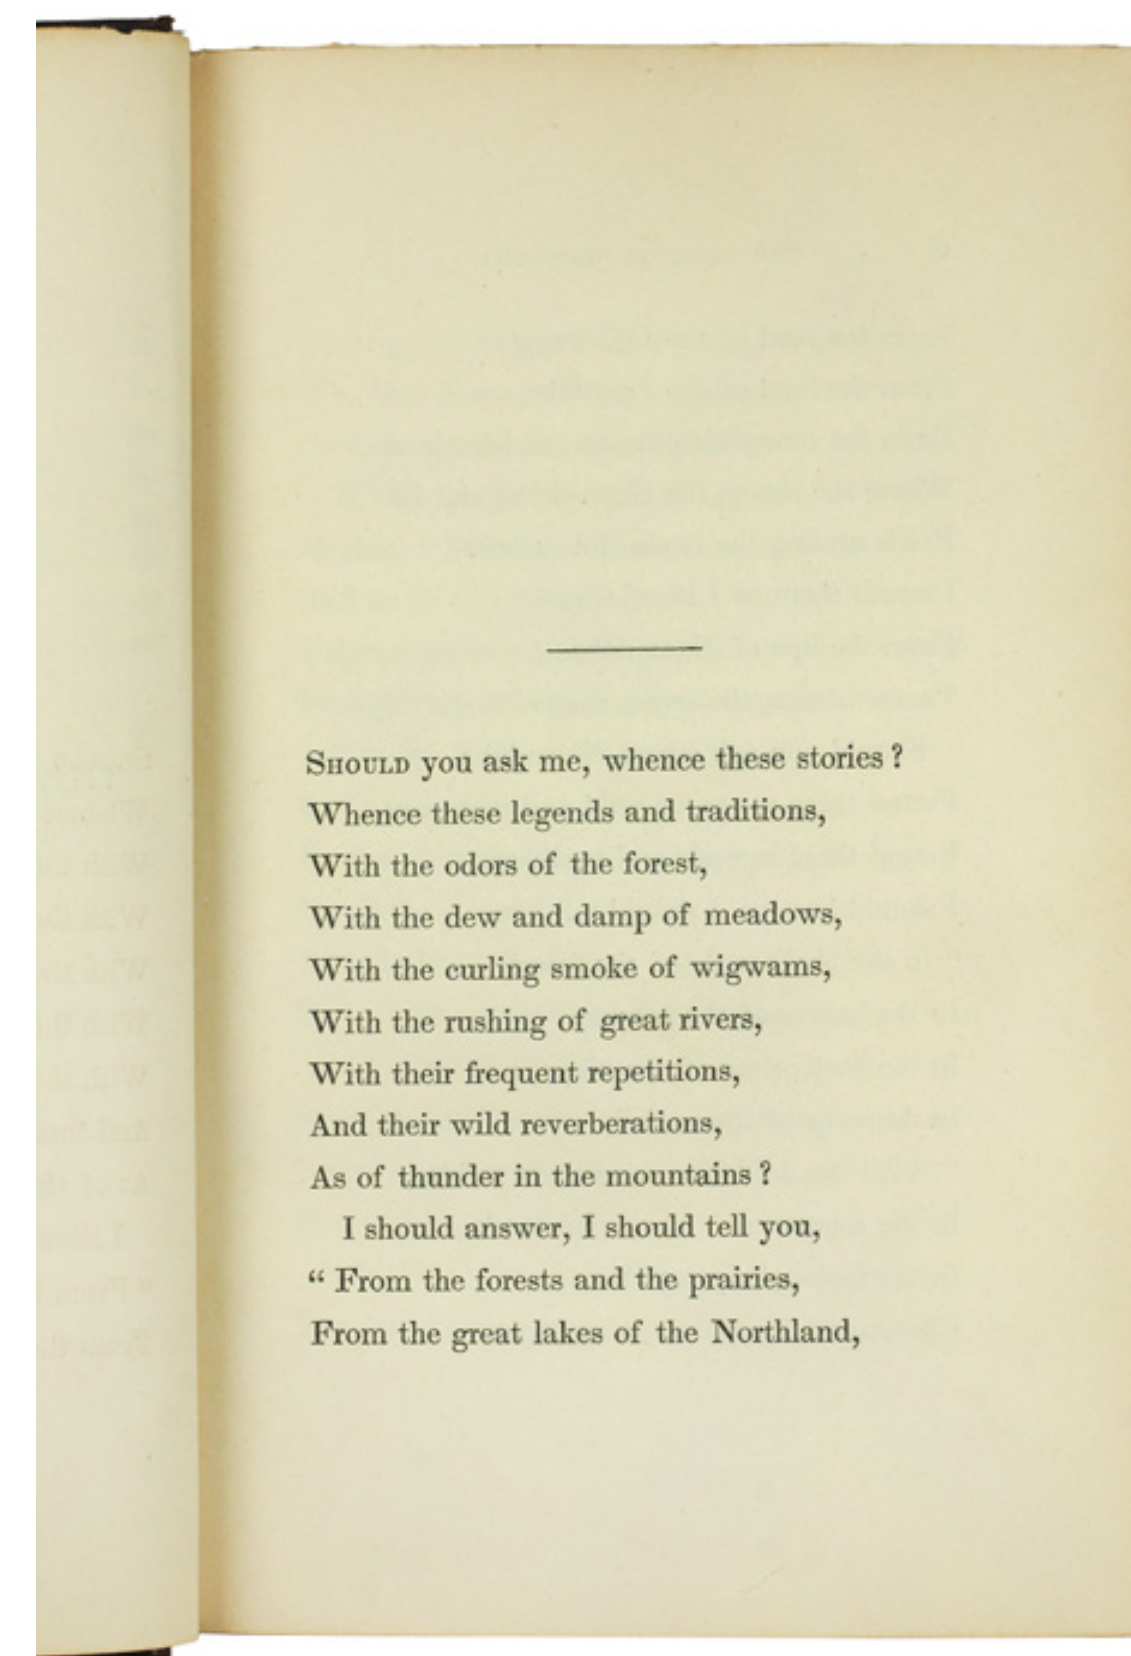 SHOULD you ask me, whence these stories?
Whence these legends and traditions,
With the odors of the forest,
With the dew and damp of meadows,
With the curling smoke of wigwams,
With the rushing of great rivers,
With their frequent repetitions,
And their wild reverberations,
As of thunder in the mountains?
I should answer, I should tell you,
“ From the forests and the prairies,
From the great lakes of the Northland,